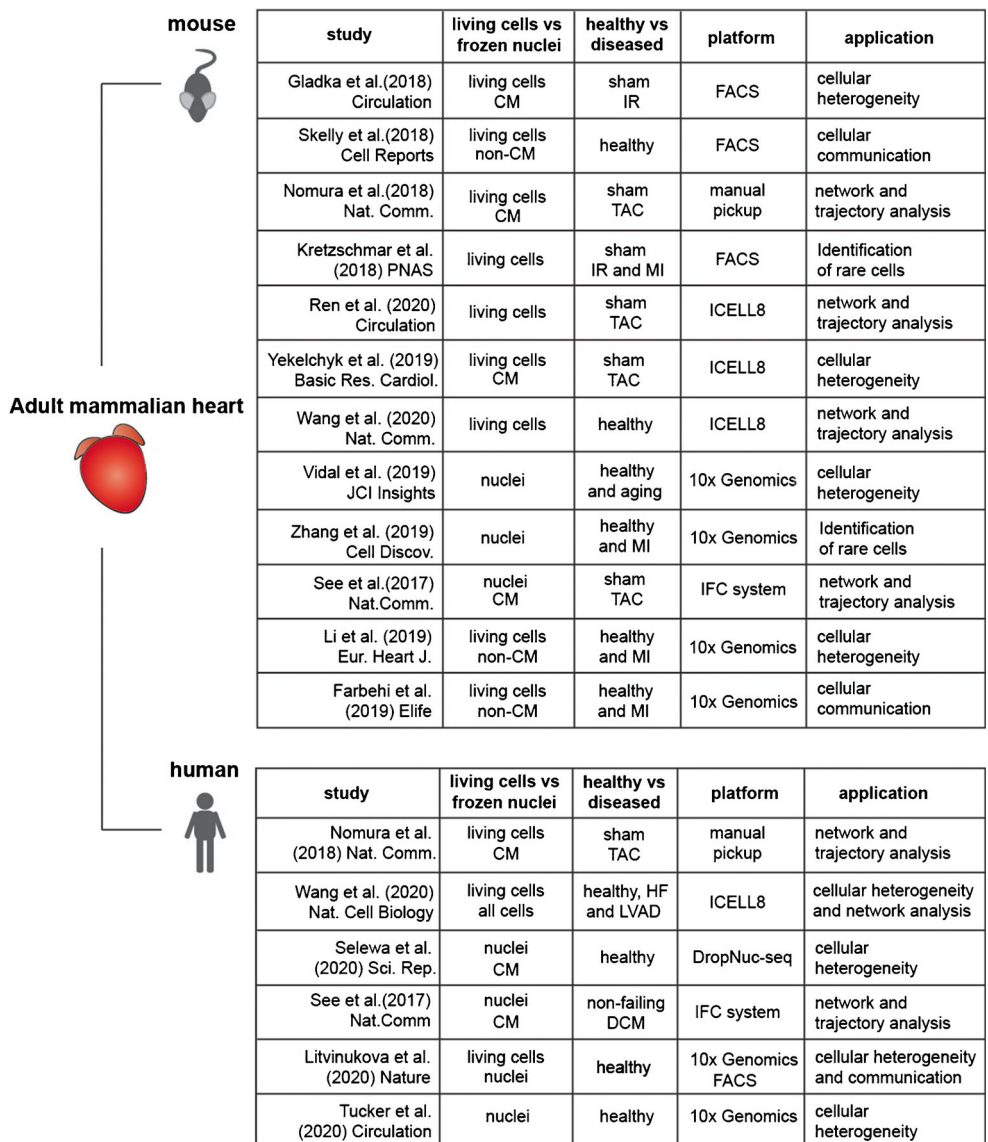 mouse
study
living cells vs
frozen nuclei
healthy vs
diseased
platform
application
Gladka et al.(2018)
Circulation
living cells
CM
sham
IR
FACS
cellular
heterogeneity
Skelly et al.(2018)
Cell Reports
living cells
non-CM
healthy
FACS
cellular
communication
Nomura et al.(2018)
Nat. Comm.
living cells
CM
sham
TAC
manual
pickup
network and
trajectory analysis
Kretzschmar et al.
(2018) PNAS
living cells
sham
IR and MI
FACS
Identification
of rare cells
Ren et al. (2020)
Circulation
living cells
sham
TAC
ICELL8
network and
trajectory analysis
Yekelchyk et al. (2019)
Basic Res. Cardiol.
living cells
CM
sham
TAC
ICELL8
cellular
heterogeneity
Adult mammalian heart
Wang et al. (2020)
Nat. Comm.
living cells
healthy
ICELL8
network and
trajectory analysis
Vidal et al. (2019)
JCI Insights
nuclei
healthy
and aging
10x Genomics
cellular
heterogeneity
Zhang et al. (2019)
Cell Discov.
nuclei
healthy
and MI
10x Genomics
Identification
of rare cells
See et al.(2017)
Nat.Comm.
nuclei
CM
sham
TAC
IFC system
network and
trajectory analysis
Li et al. (2019)
Eur. Heart J.
living cells
non-CM
healthy
and MI
10x Genomics
cellular
heterogeneity
Farbehi et al.
(2019) Elife
living cells
non-CM
healthy
and MI
10x Genomics
cellular
communication
human
study
living cells vs
frozen nuclei
healthy vs
diseased
platform
application
Nomura et al.
(2018) Nat. Comm.
living cells
CM
sham
TAC
manual
pickup
network and
trajectory analysis
Wang et al. (2020)
Nat. Cell Biology
living cells
all cells
healthy, HF
and LVAD
ICELL8
cellular heterogeneity
and network analysis
Selewa et al.
(2020) Sci. Rep.
nuclei
CM
healthy
DropNuc-seq
cellular
heterogeneity
See et al.(2017)
Nat.Comm
nuclei
CM
non-failing
DCM
IFC system
network and
trajectory analysis
Litvinukova et al.
(2020) Nature
living cells
nuclei
healthy
10x Genomics
FACS
cellular heterogeneity
and communication
Tucker et al.
(2020) Circulation
nuclei
healthy
10x Genomics
cellular
heterogeneity